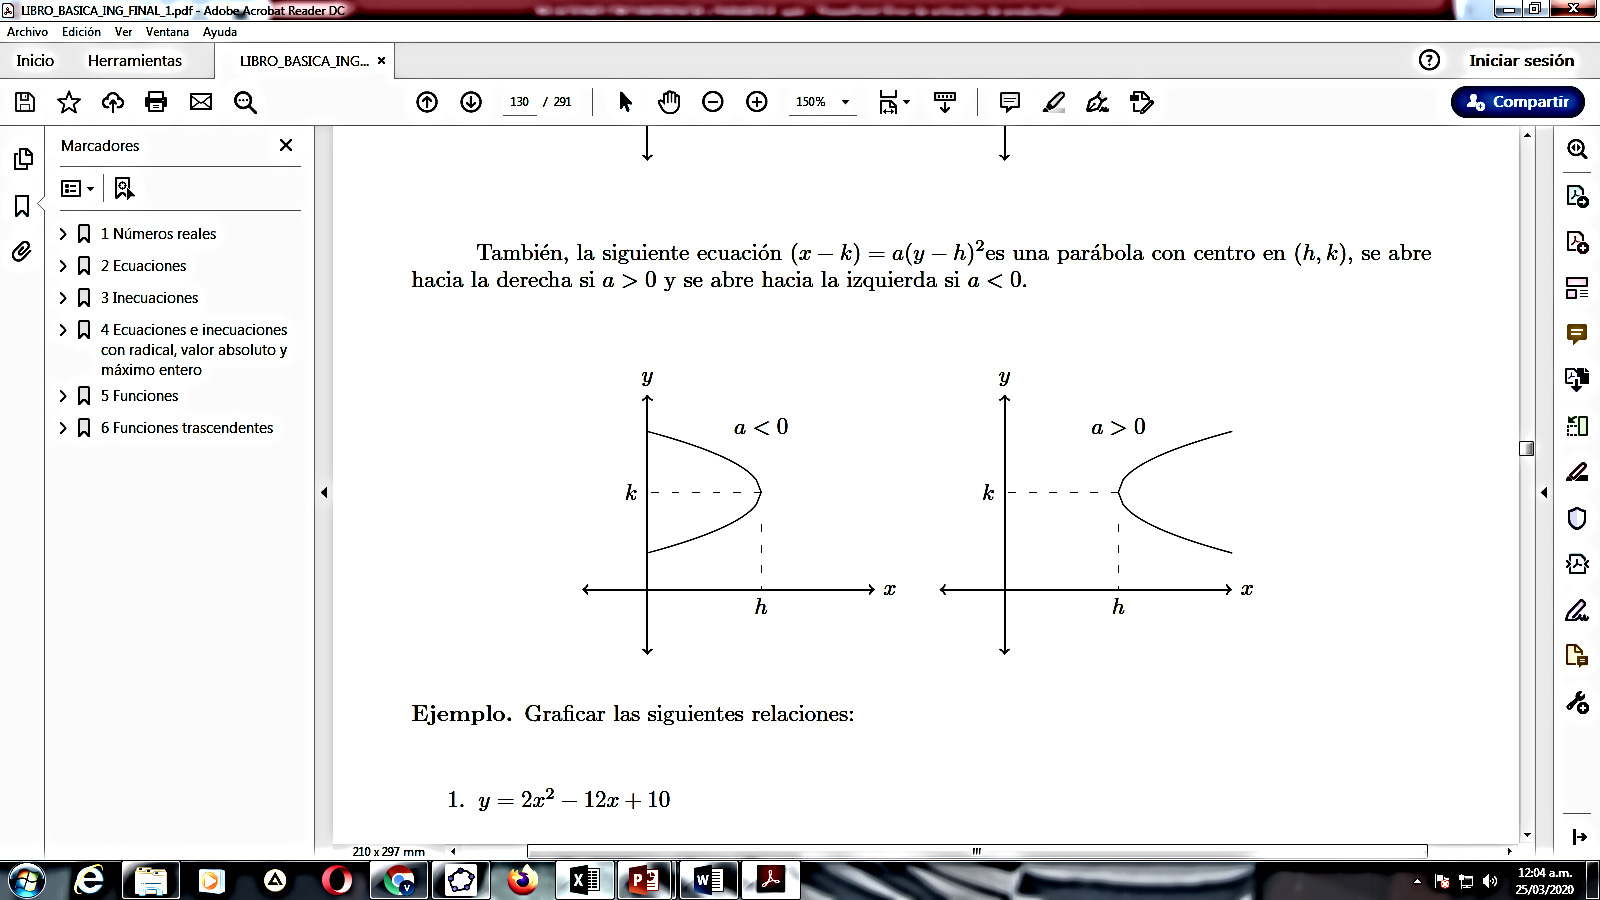 LIBRO_BASICA_ING_FINAL_1.pdf - Adobe Acrobat Reader DC
Archivo Edición Ver Ventana Ayuda
Inicio Herramientas LIBRO_BASICA_ING... × Iniciar sesión
130 / 291 150% Compartir
Marcadores
1 Números reales
2 Ecuaciones
3 Inecuaciones
4 Ecuaciones e inecuaciones
con radical, valor absoluto y
máximo entero
5 Funciones
6 Funciones trascendentes
También, la siguiente ecuación (x − k) = a(y − h)²es una parábola con centro en (h, k), se abre
hacia la derecha si a > 0 y se abre hacia la izquierda si a < 0.
y
a < 0
k
x
h
y
a > 0
k
x
h
Ejemplo. Graficar las siguientes relaciones:
1. y = 2x² − 12x + 10
210 x 297 mm
12:04 a.m.
25/03/2020